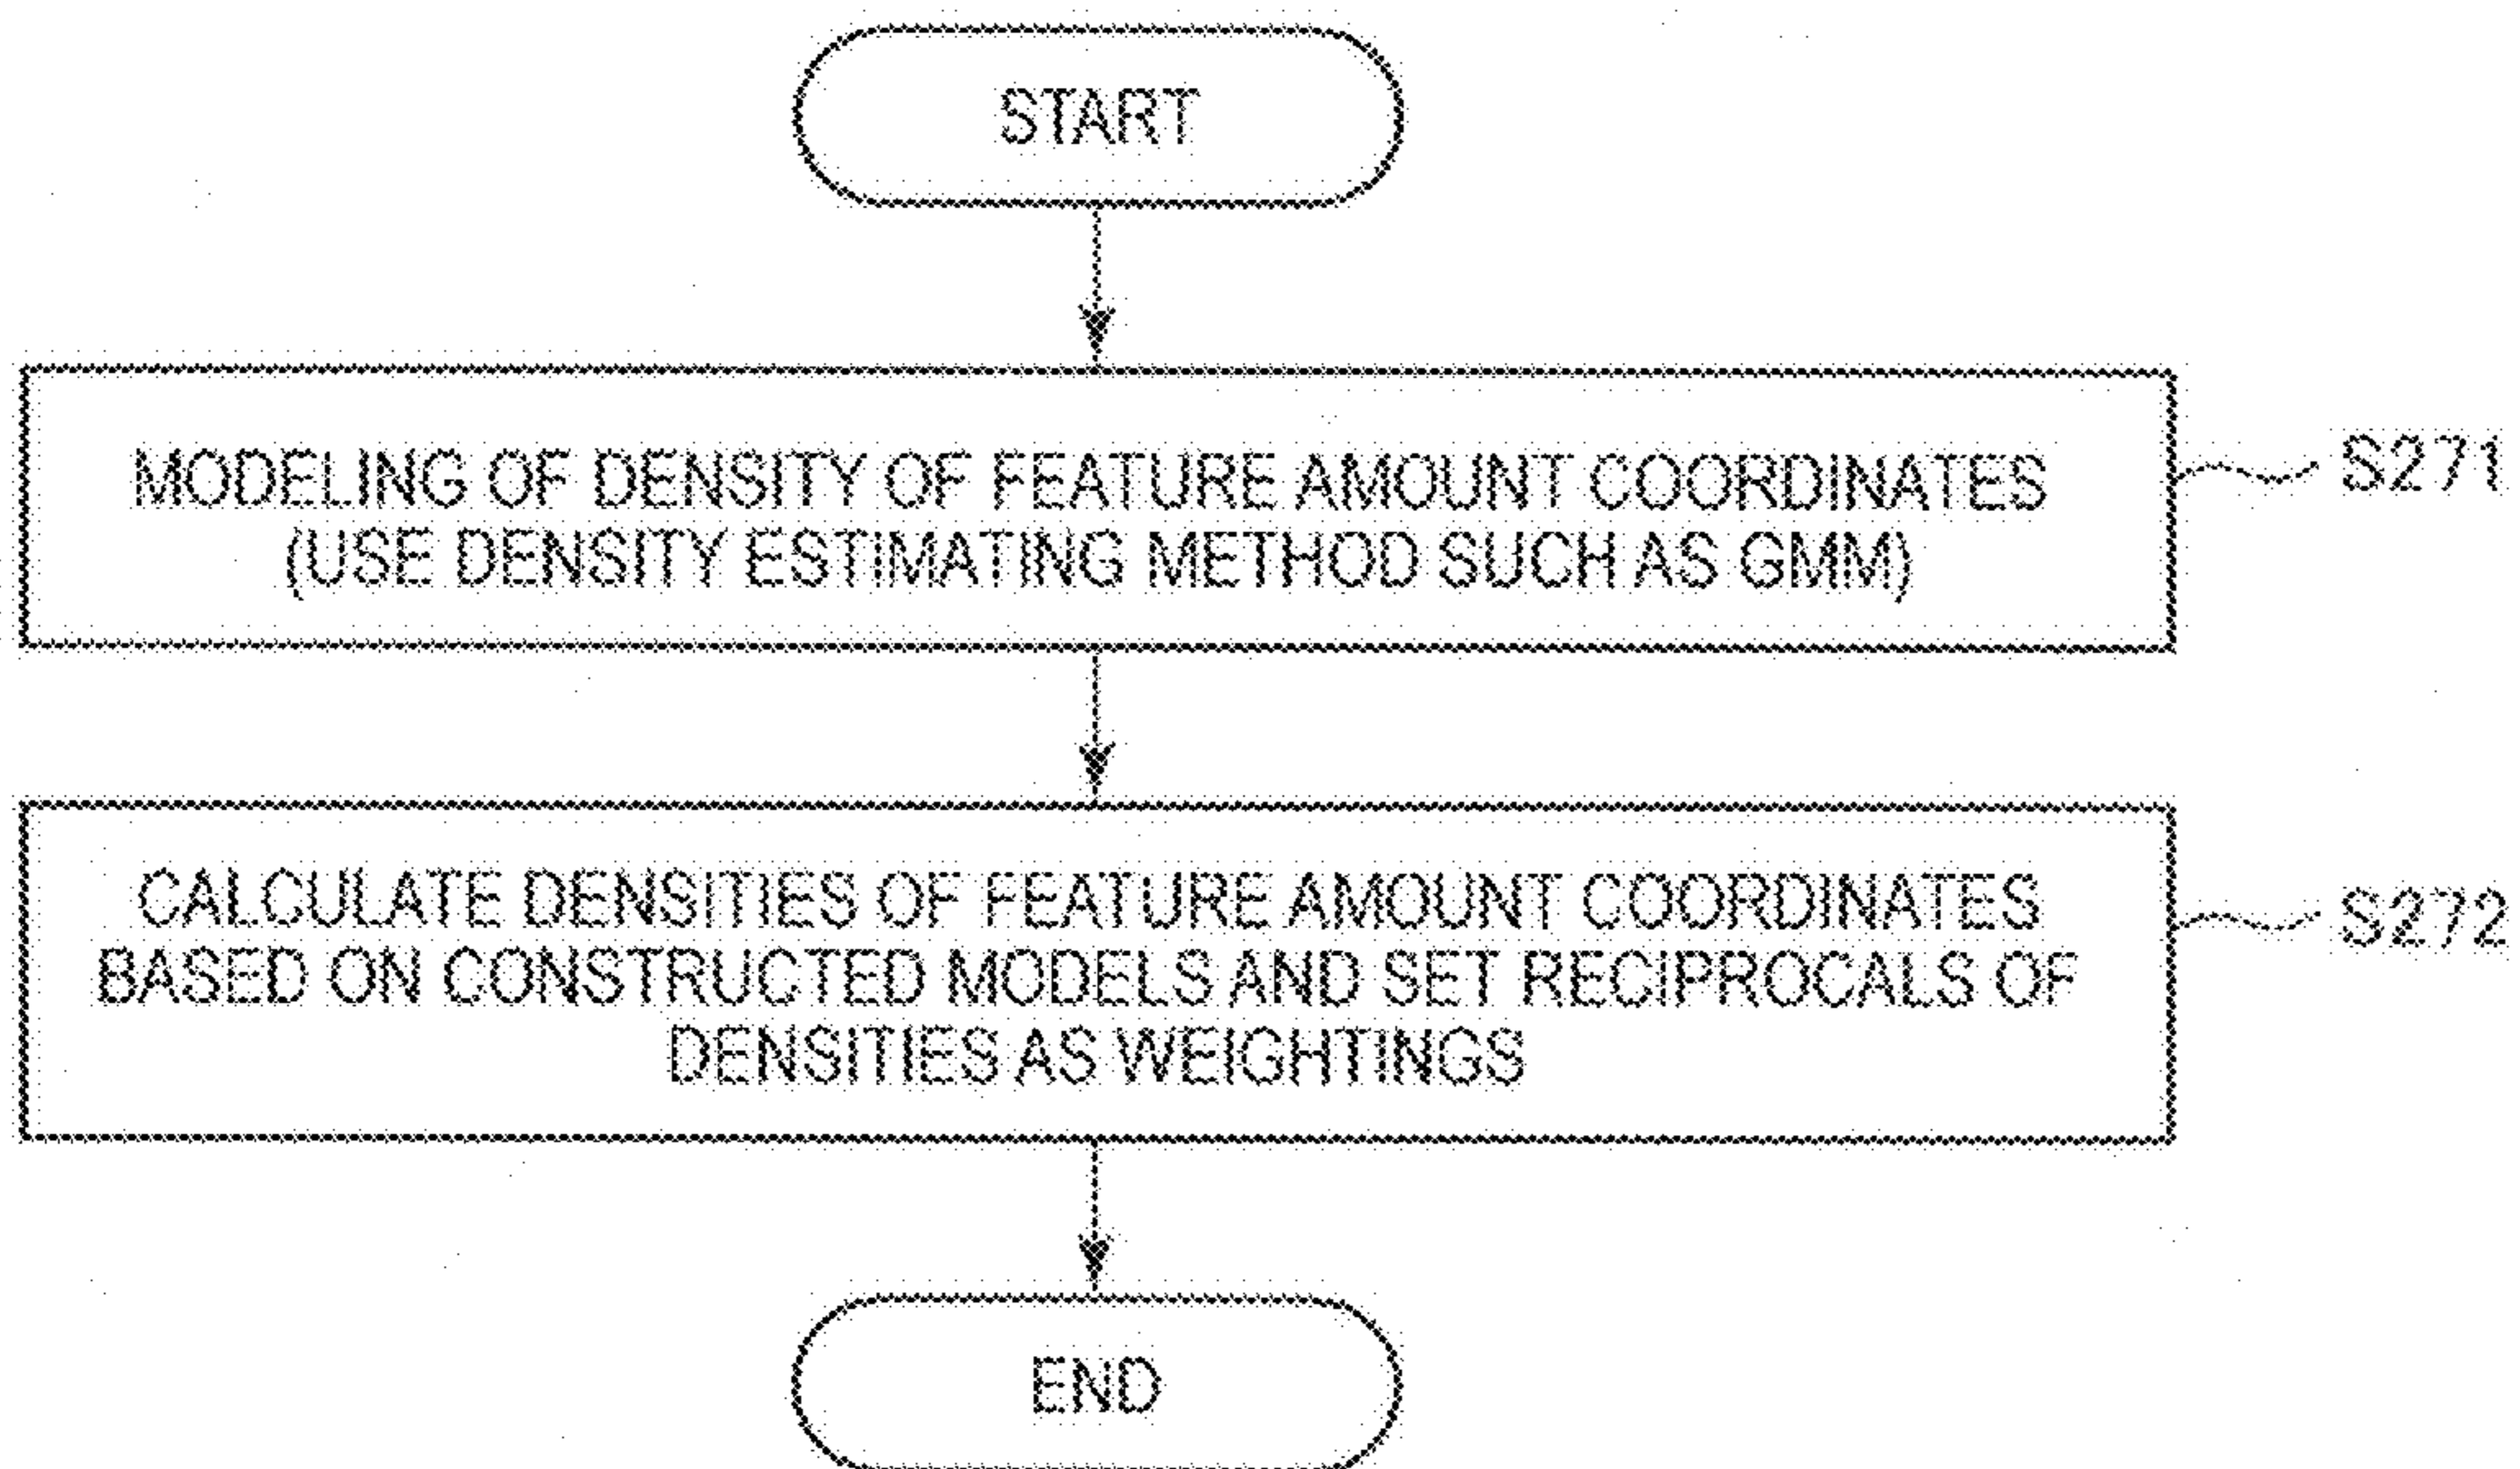 START
MODELING OF DENSITY OF FEATURE AMOUNT COORDINATES
(USE DENSITY ESTIMATING METHOD SUCH AS GMM)
S271
CALCULATE DENSITIES OF FEATURE AMOUNT COORDINATES
BASED ON CONSTRUCTED MODELS AND SET RECIPROCALS OF
DENSITIES AS WEIGHTINGS
S272
END